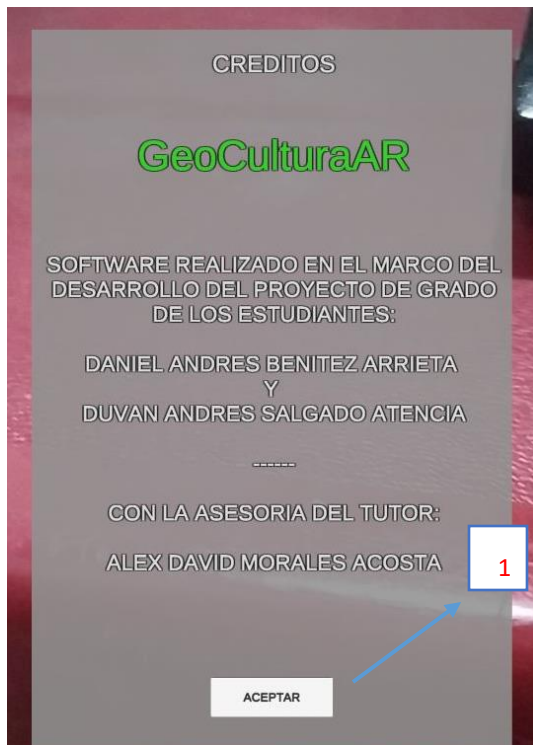 CREDITOS
GeoCulturaAR
SOFTWARE REALIZADO EN EL MARCO DEL
DESARROLLO DEL PROYECTO DE GRADO
DE LOS ESTUDIANTES:
DANIEL ANDRES BENITEZ ARRIETA
Y
DUVAN ANDRES SALGADO ATENCIA
------
CON LA ASESORIA DEL TUTOR:
ALEX DAVID MORALES ACOSTA
1
ACEPTAR